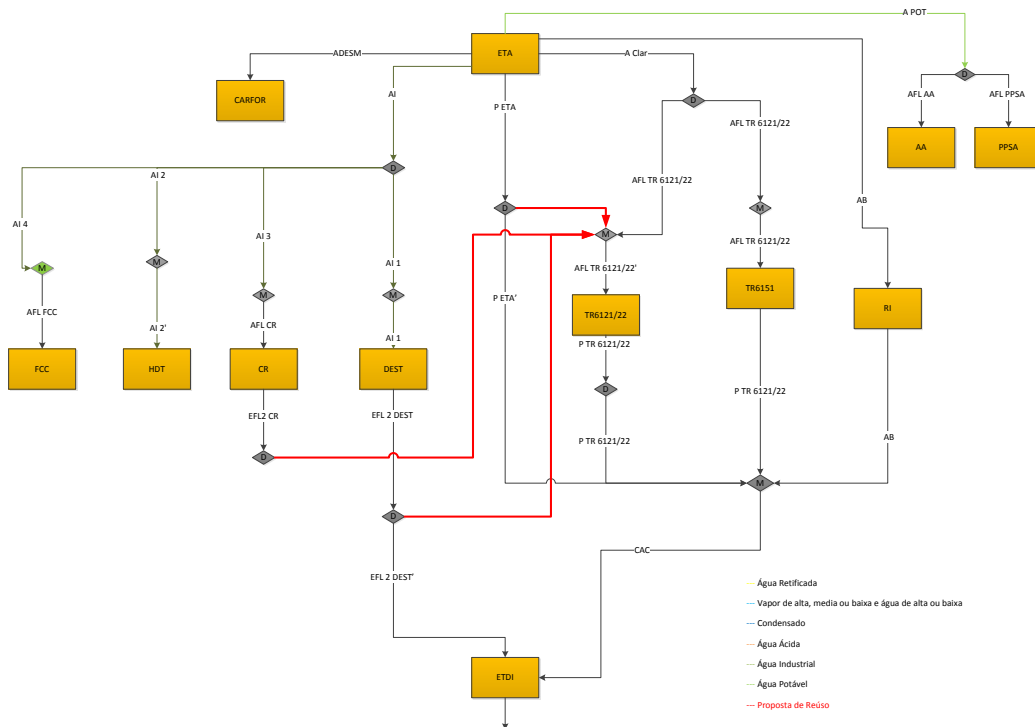 A POT
ETA
ADESM
A Clar
D
CARFOR
AI
P ETA
D
AFL AA
AFL PPSA
AFL TR 6121/22
AA
PPSA
D
AI 2
AFL TR 6121/22
AI 4
AB
D
M
AI 3
M
AFL TR 6121/22
M
AI 1
M
AFL TR 6121/22'
P ETA'
M
M
TR6151
AFL FCC
AFL CR
TR6121/22
RJ
AI 2'
AI 1
P TR 6121/22
FCC
HDT
CR
DEST
D
P TR 6121/22
EFL2 CR
EFL 2 DEST
P TR 6121/22
AB
D
M
D
CAC
EFL 2 DEST'
Água Retificada
Vapor de alta, media ou baixa e água de alta ou baixa
Condensado
Água Ácida
Água Industrial
Água Potável
Proposta de Reúso
ETDI